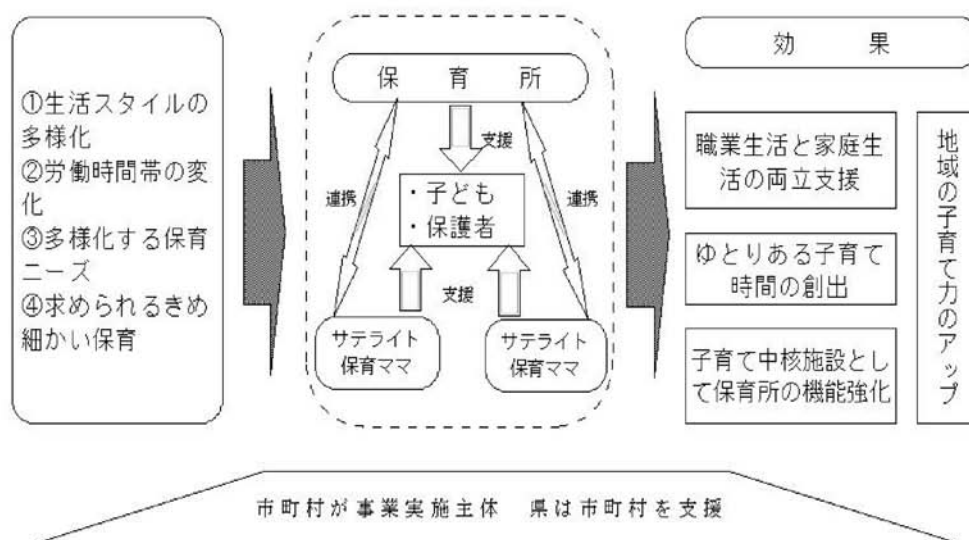 ①生活スタイルの
多様化
②労働時間帯の変
化
③多様化する保育
ニーズ
④求められるきめ
細かい保育
保育所
支援
連携
連携
・子ども
・保護者
支援
サテライト
保育ママ
サテライト
保育ママ
効果
職業生活と家庭生
活の両立支援
ゆとりある子育て
時間の創出
子育て中核施設とし
て保育所の機能強化
地域の子育て力のアップ
市町村が事業実施主体　県は市町村を支援